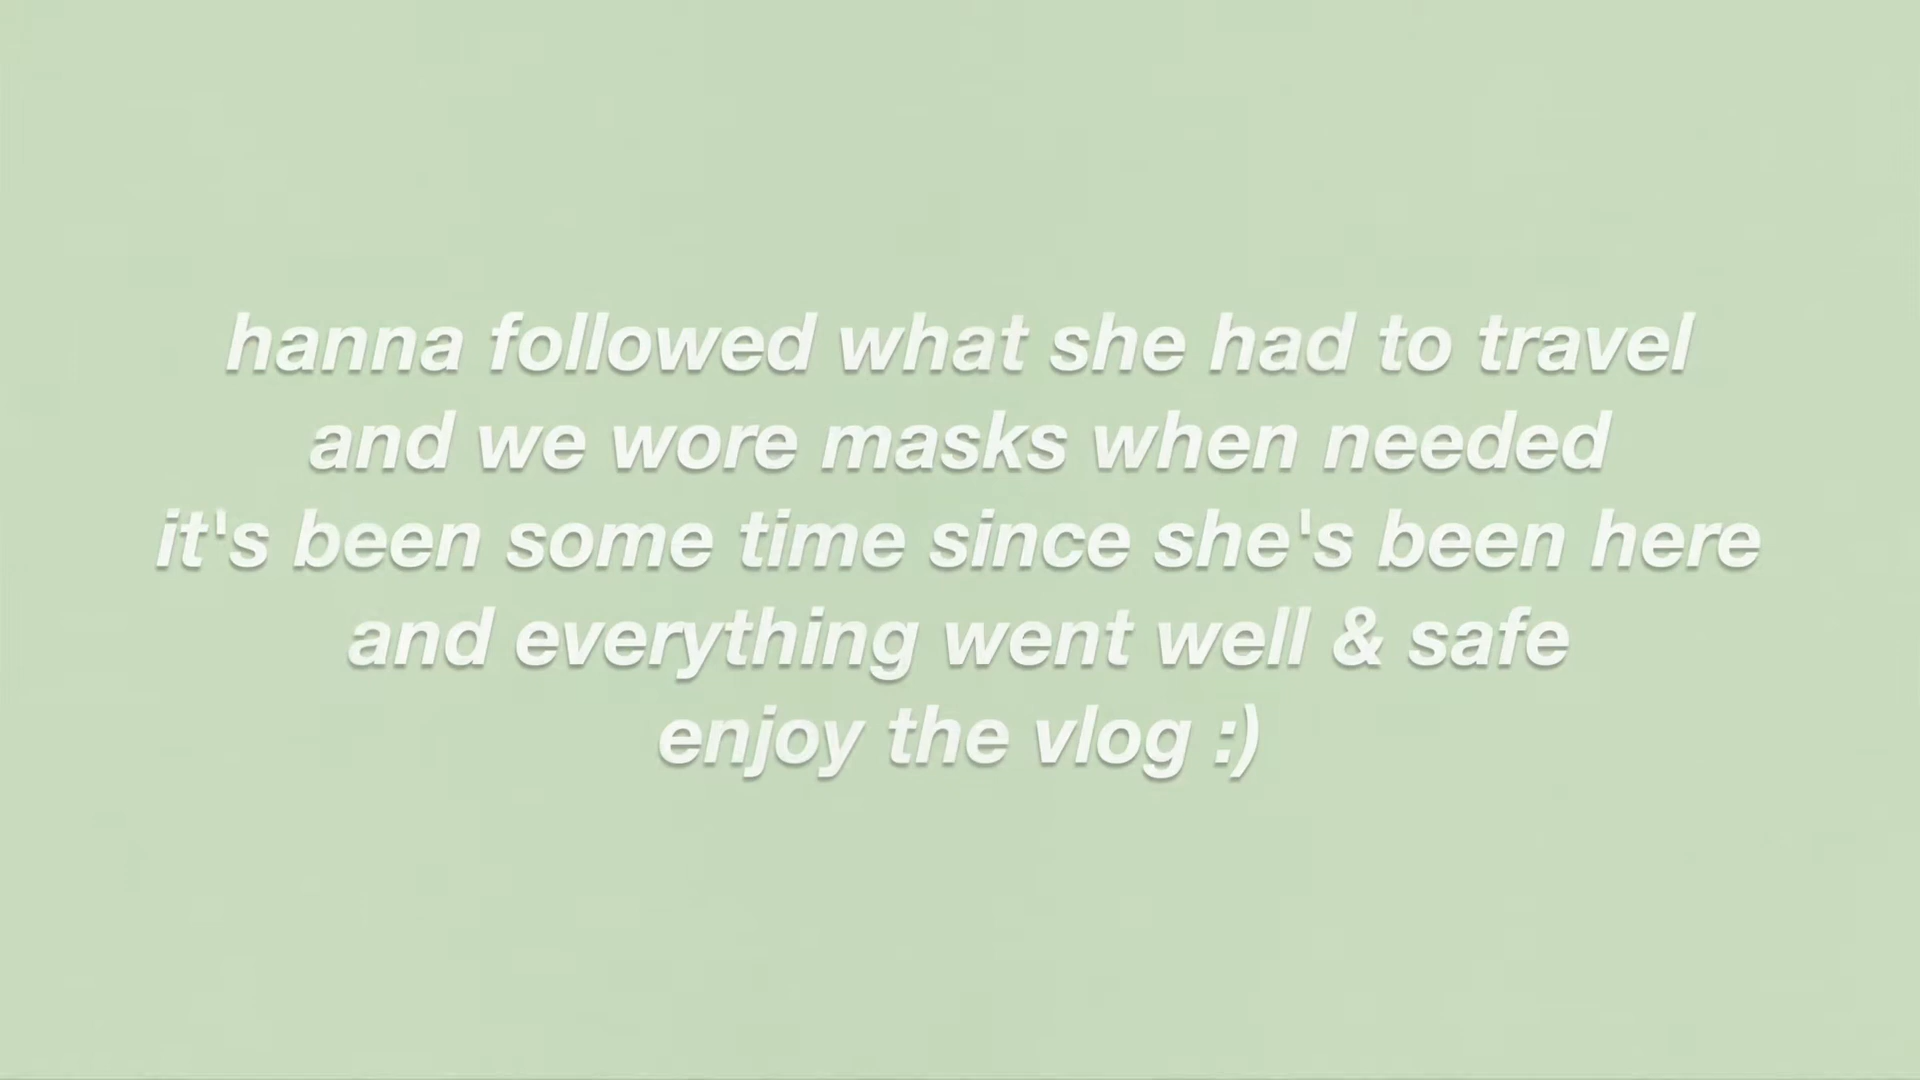 hanna followed what she had to travel
and we wore masks when needed
it's been some time since she's been here
and everything went well & safe
enjoy the vlog :)